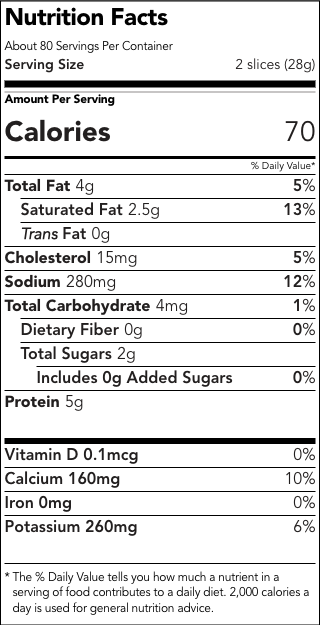 Nutrition Facts
About 80 Servings Per Container
Serving Size 2 slices (28g)
Amount Per Serving
Calories 70
% Daily Value*
Total Fat 4g 5%
Saturated Fat 2.5g 13%
Trans Fat 0g
Cholesterol 15mg 5%
Sodium 280mg 12%
Total Carbohydrate 4mg 1%
Dietary Fiber 0g 0%
Total Sugars 2g
Includes 0g Added Sugars 0%
Protein 5g
Vitamin D 0.1mcg 0%
Calcium 160mg 10%
Iron 0mg 0%
Potassium 260mg 6%
* The % Daily Value tells you how much a nutrient in a
serving of food contributes to a daily diet. 2,000 calories a
day is used for general nutrition advice.